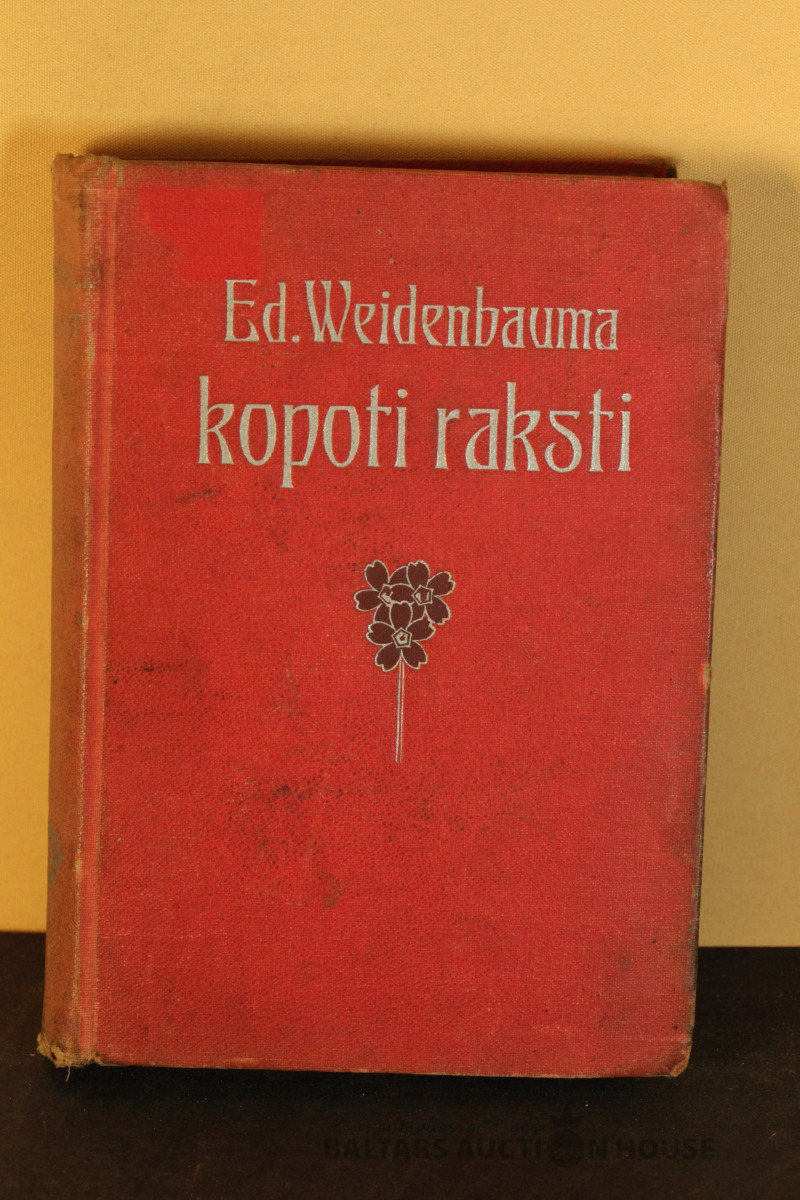 Ed. Weidenbauma
kopoti raksti
BALTARS AUCTION HOUSE